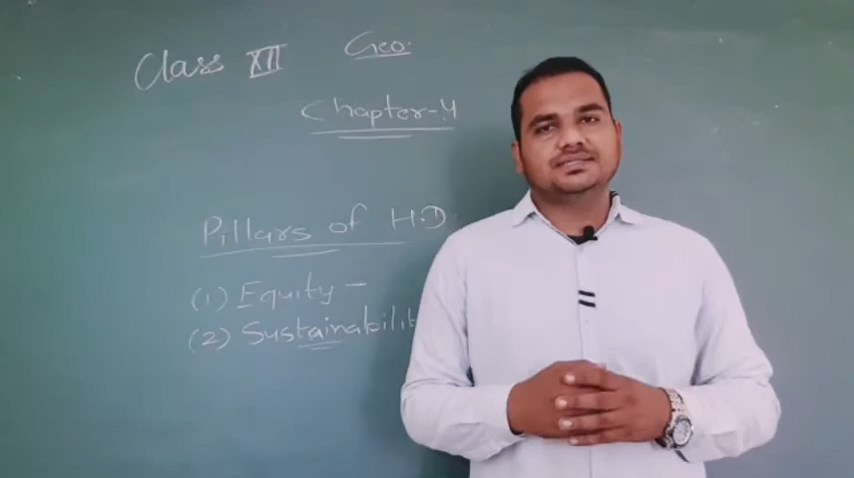 Class XII Geo.
Chapter-4
Pillars of H.D
(1) Equity –
(2) Sustainabilit